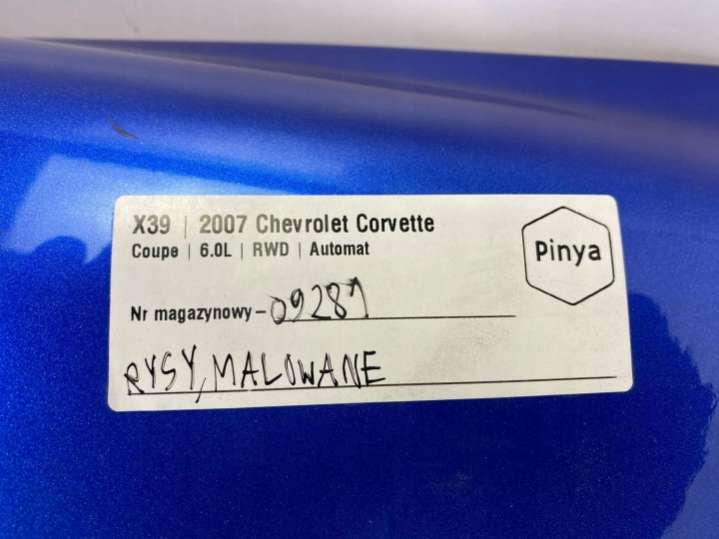 X39 | 2007 Chevrolet Corvette
Coupe | 6.0L | RWD | Automat
Pinya
Nr magazynowy - 09287
RYSY, MALOWANE